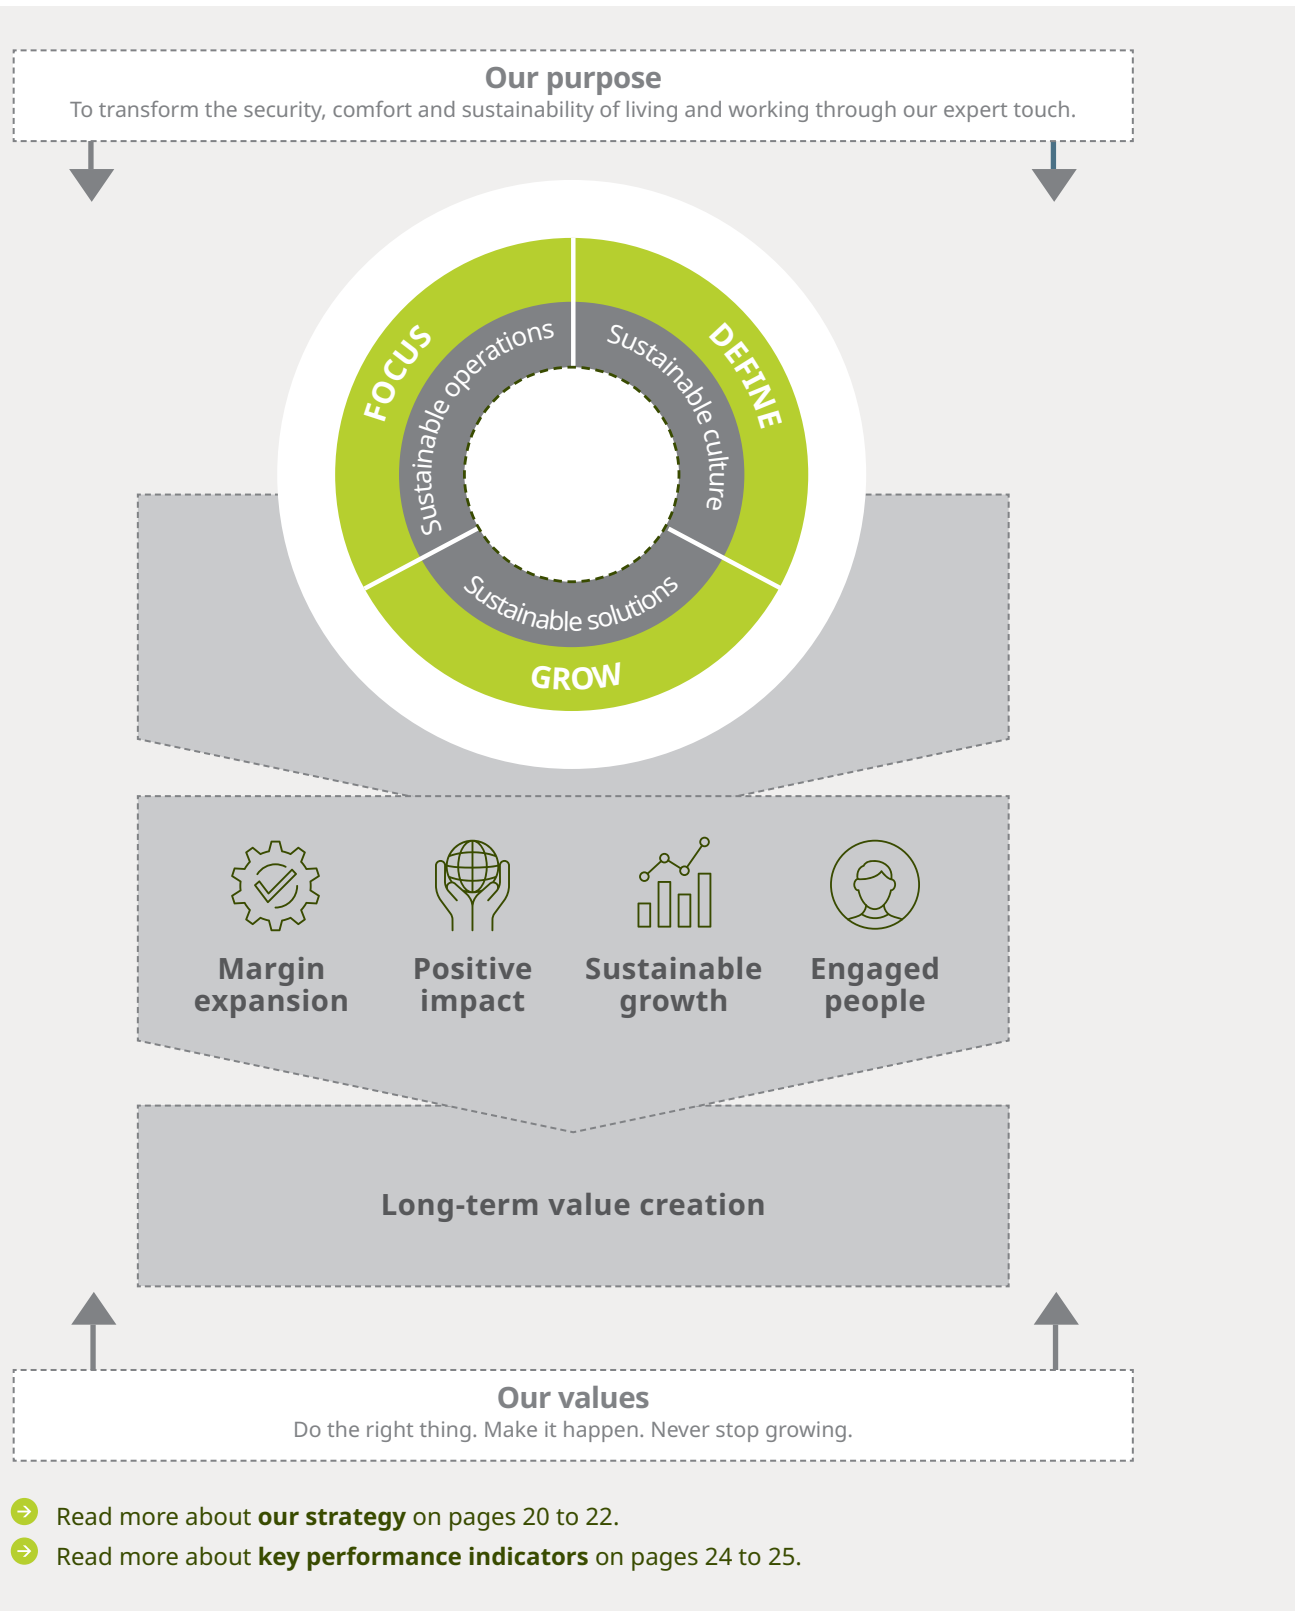 Our purpose
To transform the security, comfort and sustainability of living and working through our expert touch.
FOCUS
DEFINE
Sustainable operations
Sustainable culture
Sustainable solutions
GROW
Margin
expansion
Positive
impact
Sustainable
growth
Engaged
people
Long-term value creation
Our values
Do the right thing. Make it happen. Never stop growing.
Read more about our strategy on pages 20 to 22.
Read more about key performance indicators on pages 24 to 25.